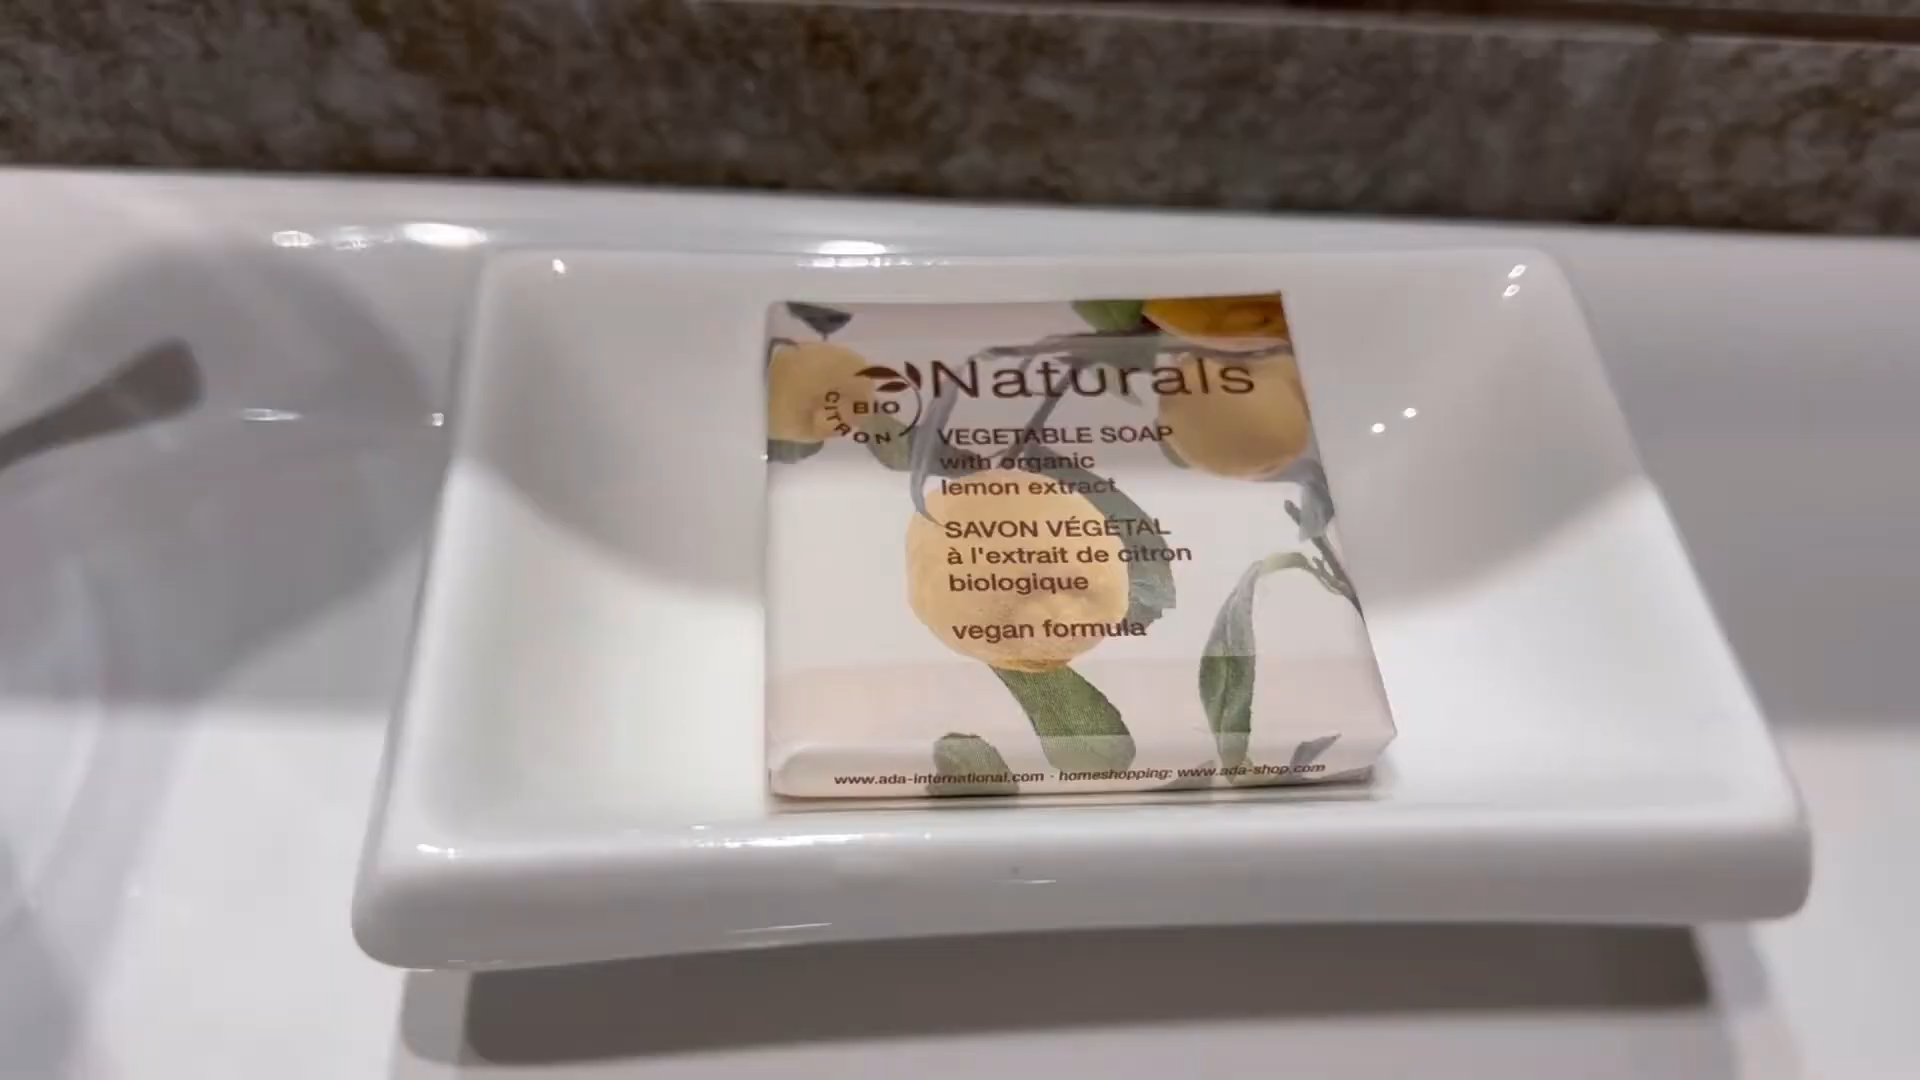 Naturals
BIO
CITRON
VEGETABLE SOAP
with organic
lemon extract
SAVON VÉGÉTAL
à l'extrait de citron
biologique
vegan formula
www.ada-international.com - homeshopping: www.ada-shop.com